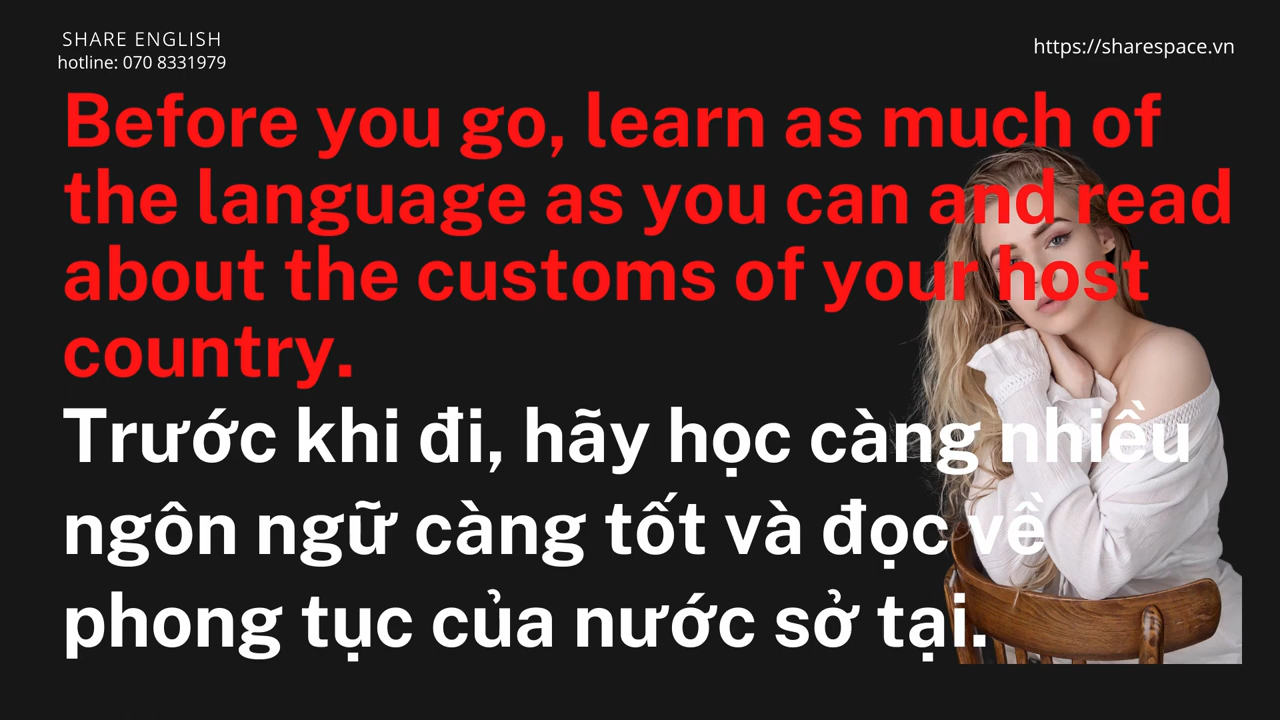 SHARE ENGLISH
hotline: 070 8331979
https://sharespace.vn
Before you go, learn as much of
the language as you can and read
about the customs of your host
country.
Trước khi đi, hãy học càng nhiều
ngôn ngữ càng tốt và đọc về
phong tục của nước sở tại.